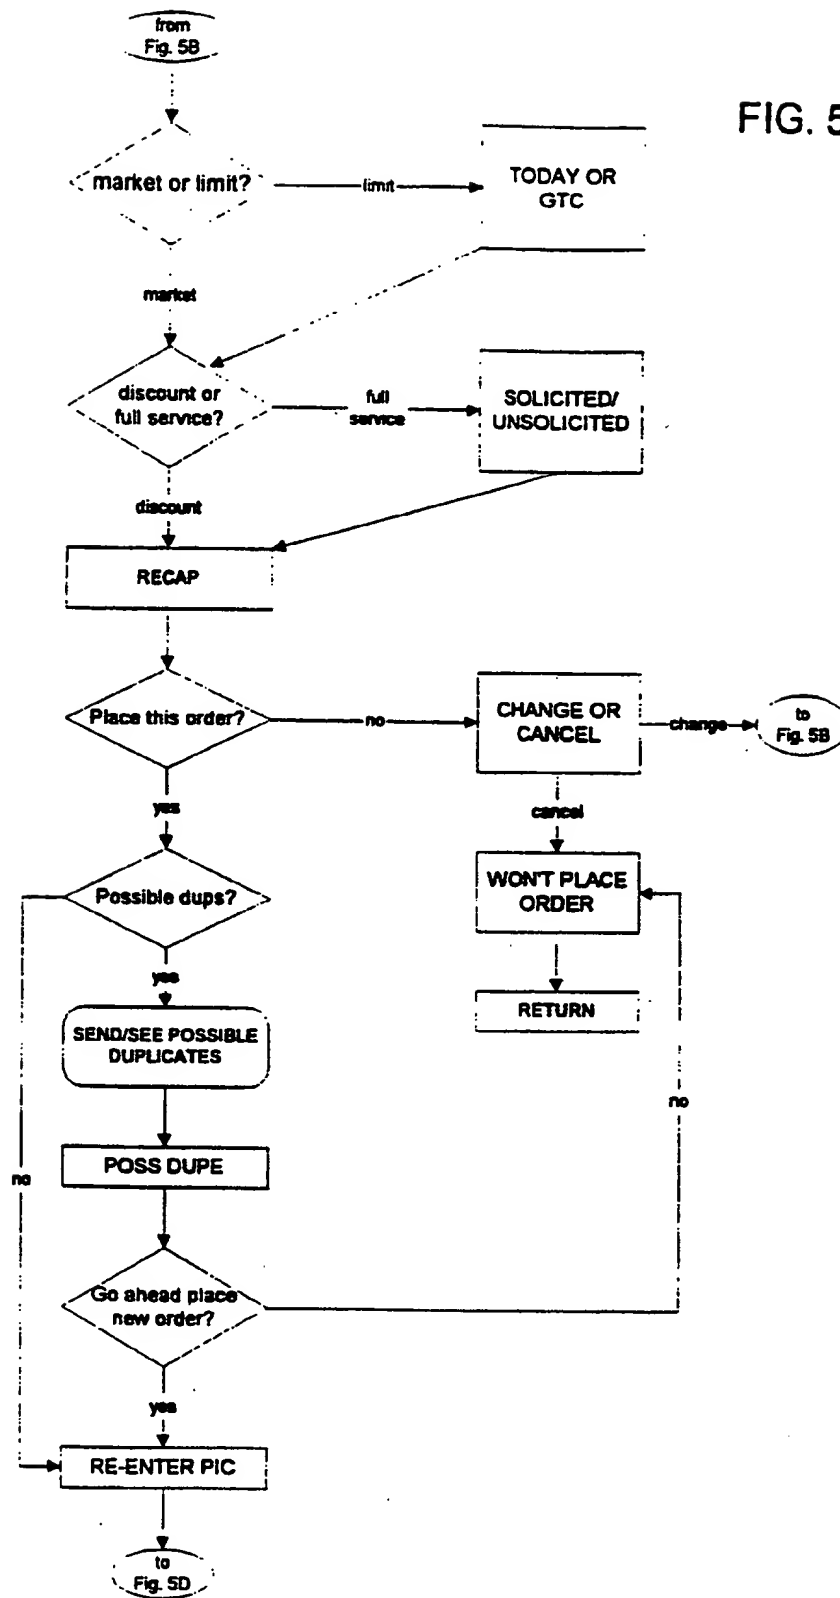 from
Fig. 5B
FIG. 5
market or limit?
limit
TODAY OR
GTC
market
discount or
full service?
full
service
SOLICITED/
UNSOLICITED
discount
RECAP
Place this order?
no
CHANGE OR
CANCEL
change
to
Fig. 5B
yes
cancel
Possible dups?
WON'T PLACE
ORDER
yes
RETURN
SEND/SEE POSSIBLE
DUPLICATES
no
POSS DUPE
no
Go ahead place
new order?
yes
RE-ENTER PIC
to
Fig. 5D